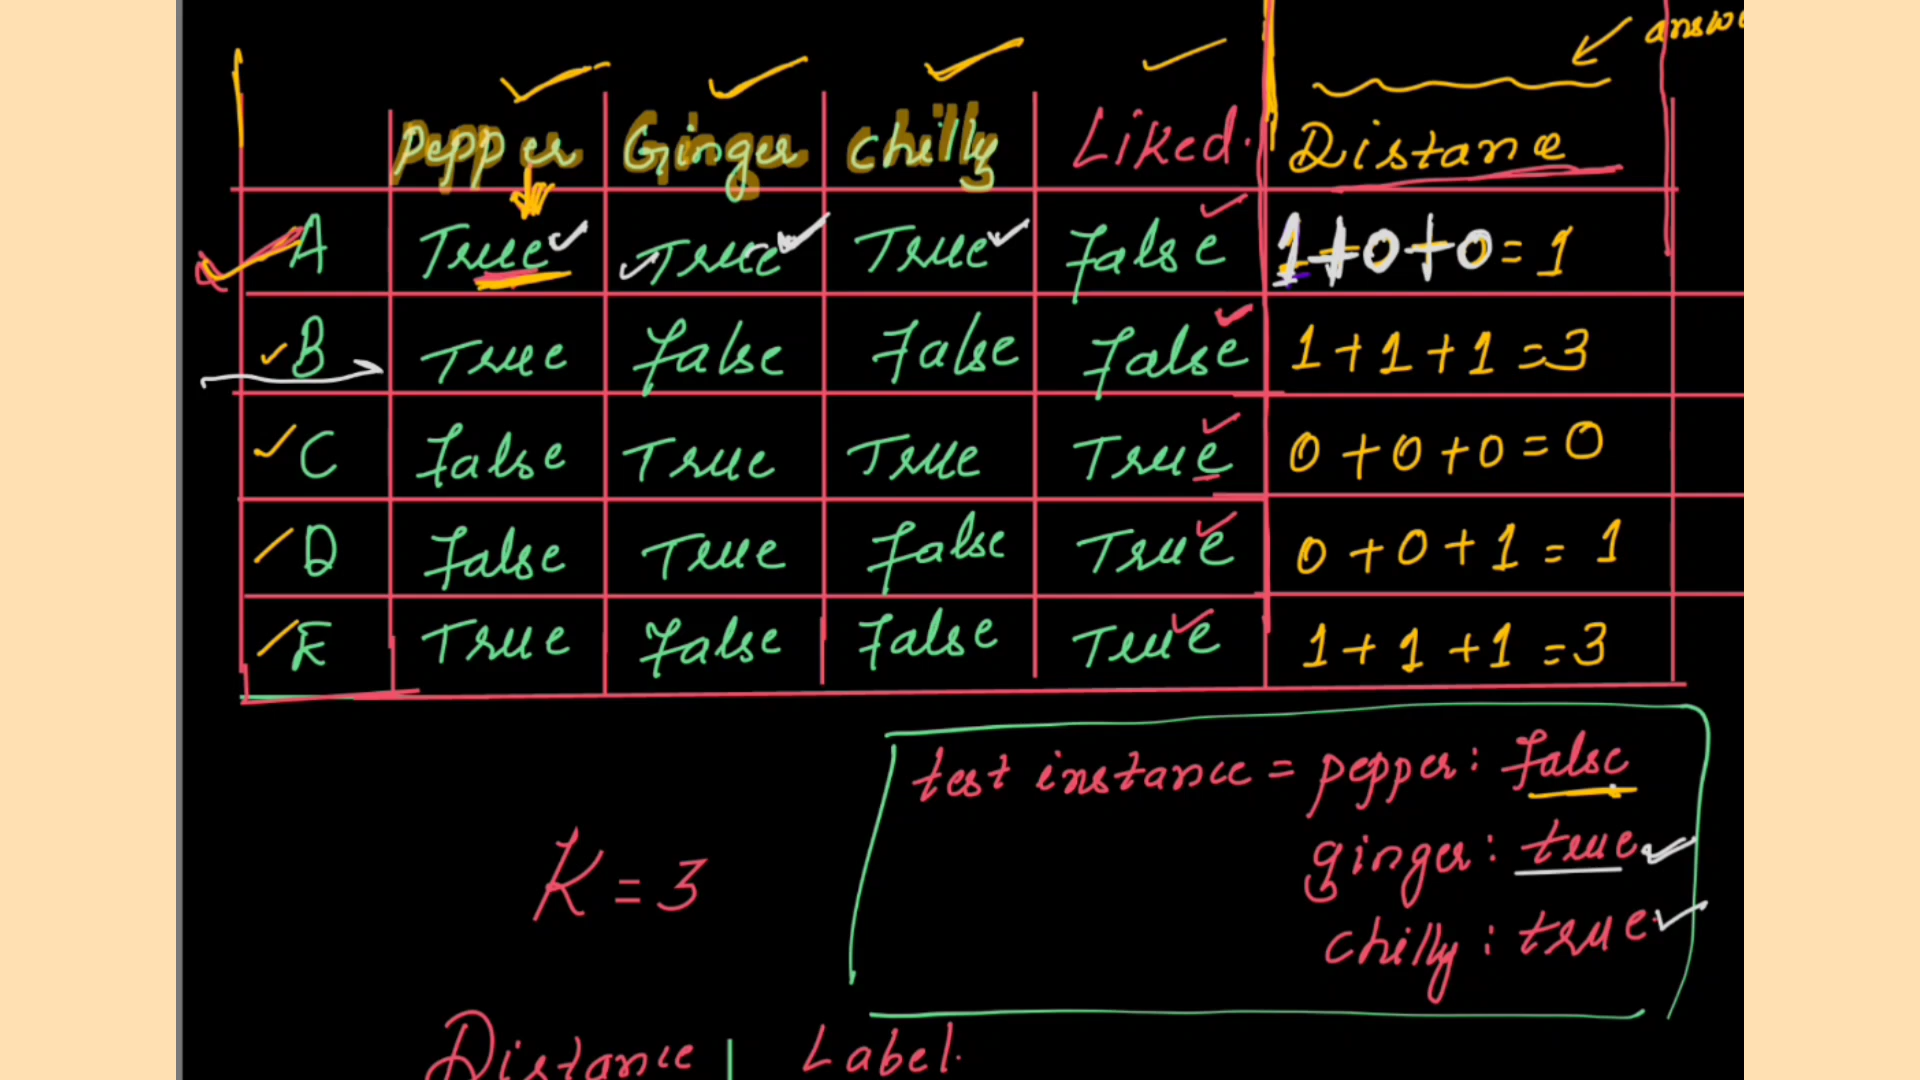 Pepper Ginger chilly Liked. Distance
A True True True False 1+0+0=1
B True False False False 1+1+1=3
C False True True True 0+0+0=0
D False True False True 0+0+1=1
E True False False True 1+1+1=3
test instance = pepper: False
K=3
ginger: true
chilly: true
Distance Label.